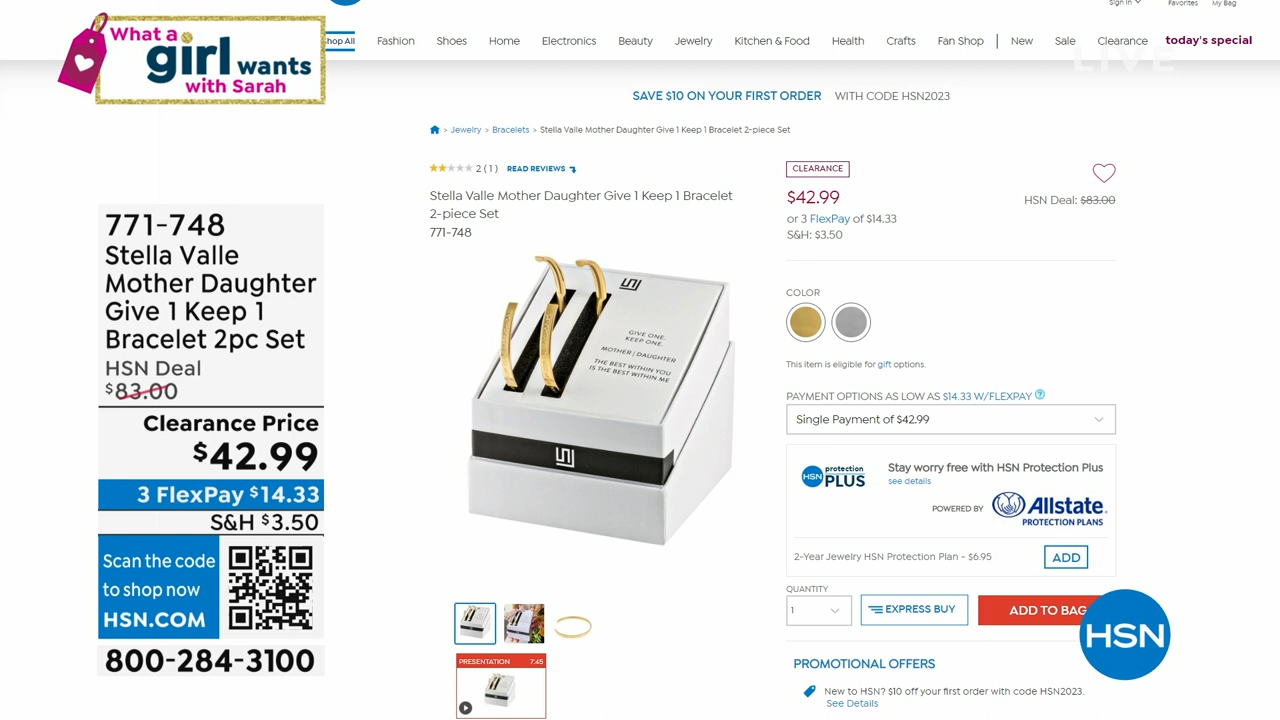 What a
girl wants
with Sarah
Sign In
Favorites
My Bag
Shop All
Fashion
Shoes
Home
Electronics
Beauty
Jewelry
Kitchen & Food
Health
Crafts
Fan Shop
New
Sale
Clearance
today's special
LIVE
SAVE $10 ON YOUR FIRST ORDER WITH CODE HSN2023
> Jewelry > Bracelets > Stella Valle Mother Daughter Give 1 Keep 1 Bracelet 2-piece Set
2 ( 1 ) READ REVIEWS
Stella Valle Mother Daughter Give 1 Keep 1 Bracelet
2-piece Set
771-748
GIVE ONE.
KEEP ONE.
MOTHER | DAUGHTER
THE BEST WITHIN YOU
IS THE BEST WITHIN ME
PRESENTATION 7:45
CLEARANCE
$42.99
HSN Deal: $83.00
or 3 FlexPay of $14.33
S&H: $3.50
COLOR
This item is eligible for gift options.
PAYMENT OPTIONS AS LOW AS $14.33 W/FLEXPAY ?
Single Payment of $42.99
HSN protection PLUS
Stay worry free with HSN Protection Plus
see details
POWERED BY Allstate.
PROTECTION PLANS
2-Year Jewelry HSN Protection Plan - $6.95
ADD
QUANTITY
1
EXPRESS BUY
ADD TO BAG
HSN
PROMOTIONAL OFFERS
New to HSN? $10 off your first order with code HSN2023.
See Details
771-748
Stella Valle
Mother Daughter
Give 1 Keep 1
Bracelet 2pc Set
HSN Deal
$83.00
Clearance Price
$42.99
3 FlexPay $14.33
S&H $3.50
Scan the code
to shop now
HSN.COM
800-284-3100